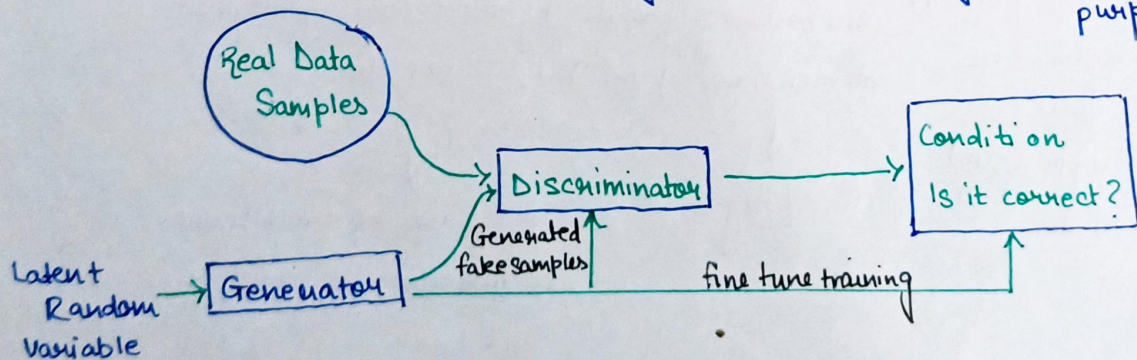 purp
Real Data
Samples
Condition
Is it correct?
Discriminator
Generated
fake samples
fine tune training
Latent
Random
Variable
Generator